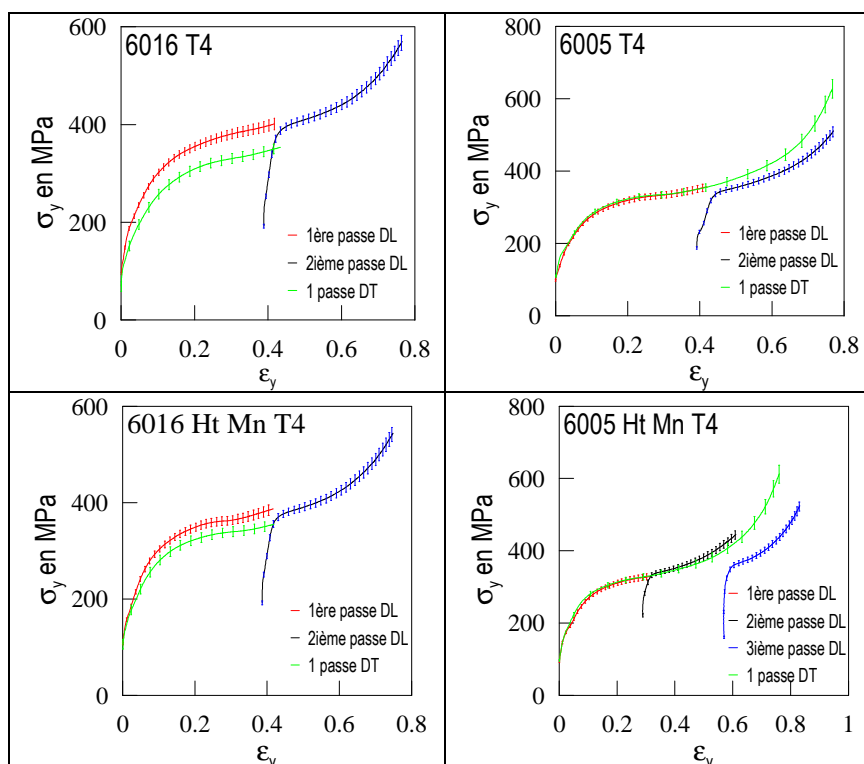 6016 T4
600
400
200
0
σy en MPa
0
0.2
0.4
0.6
0.8
εy
1ère passe DL
2ième passe DL
1 passe DT
6005 T4
800
600
400
200
0
σy en MPa
0
0.2
0.4
0.6
0.8
εy
1ère passe DL
2ième passe DL
1 passe DT
6016 Ht Mn T4
600
400
200
0
σy en MPa
0
0.2
0.4
0.6
0.8
εy
1ère passe DL
2ième passe DL
1 passe DT
6005 Ht Mn T4
800
600
400
200
0
σy en MPa
0
0.2
0.4
0.6
0.8
1
εy
1ère passe DL
2ième passe DL
3ième passe DL
1 passe DT